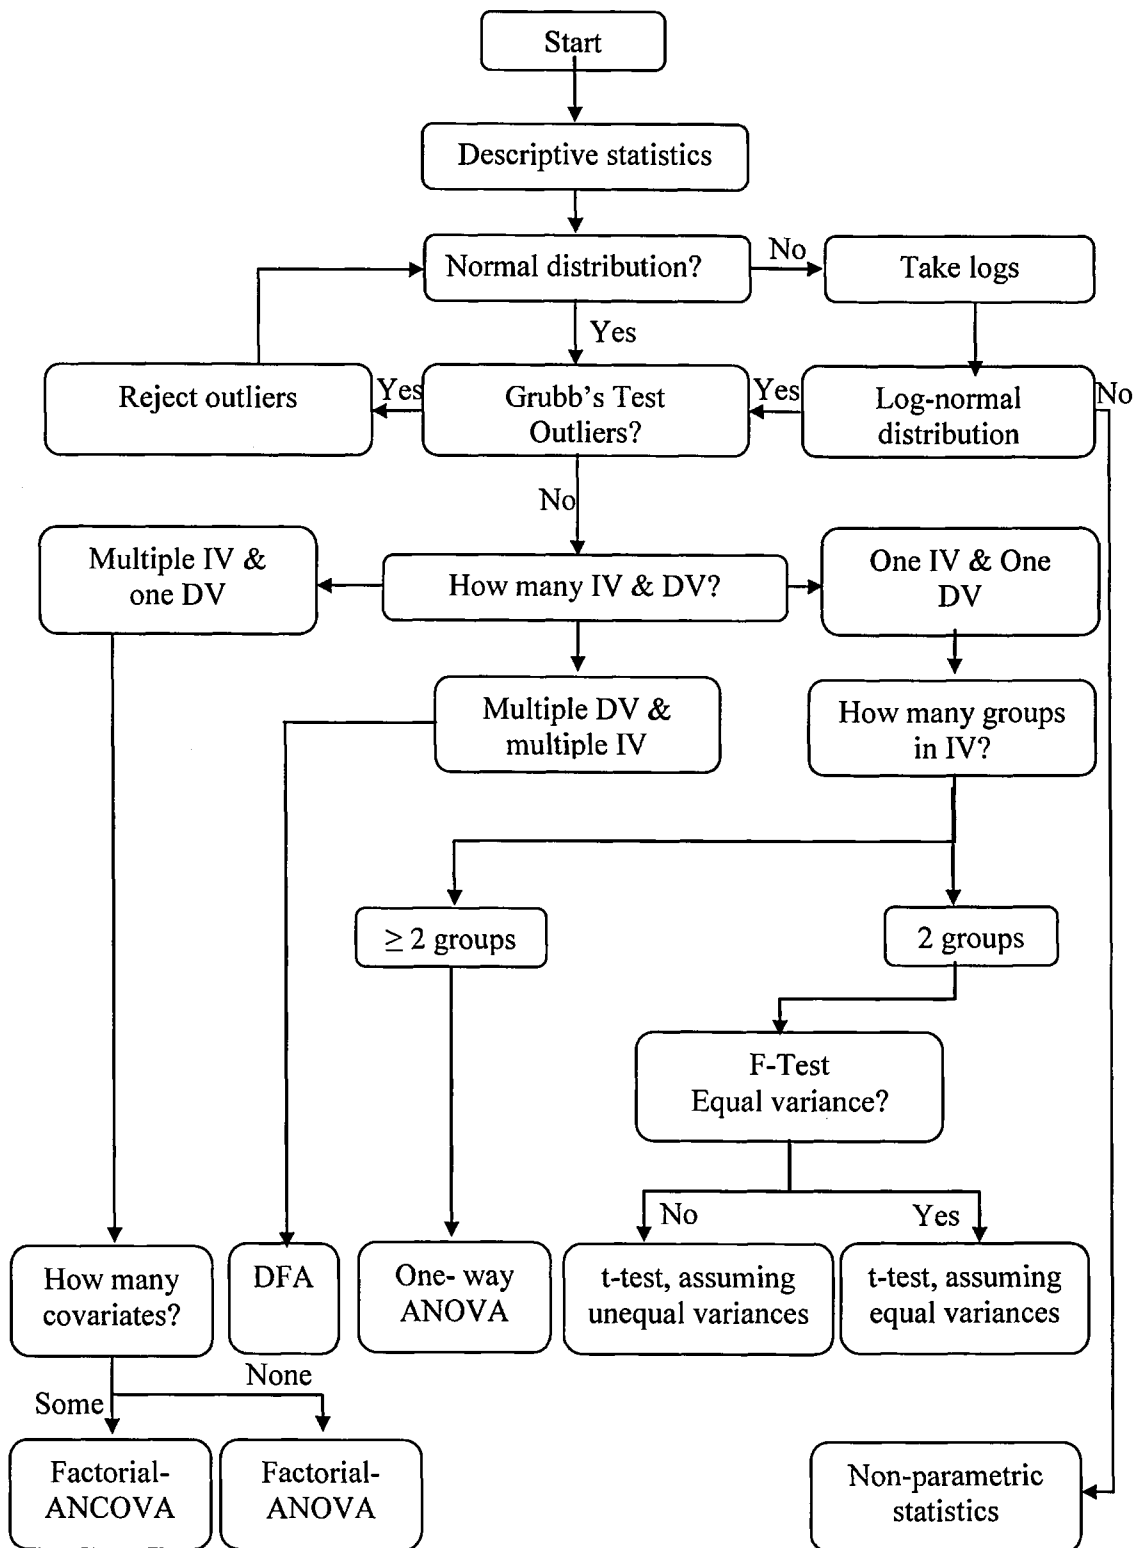 Start
Descriptive statistics
Normal distribution?
No
Take logs
Yes
Reject outliers
Yes
Grubb's Test
Outliers?
Yes
Log-normal
distribution
No
No
Multiple IV &
one DV
How many IV & DV?
One IV & One
DV
Multiple DV &
multiple IV
How many groups
in IV?
≥ 2 groups
2 groups
F-Test
Equal variance?
No
Yes
How many
covariates?
DFA
One- way
ANOVA
t-test, assuming
unequal variances
t-test, assuming
equal variances
None
Some
Factorial-
ANCOVA
Factorial-
ANOVA
Non-parametric
statistics